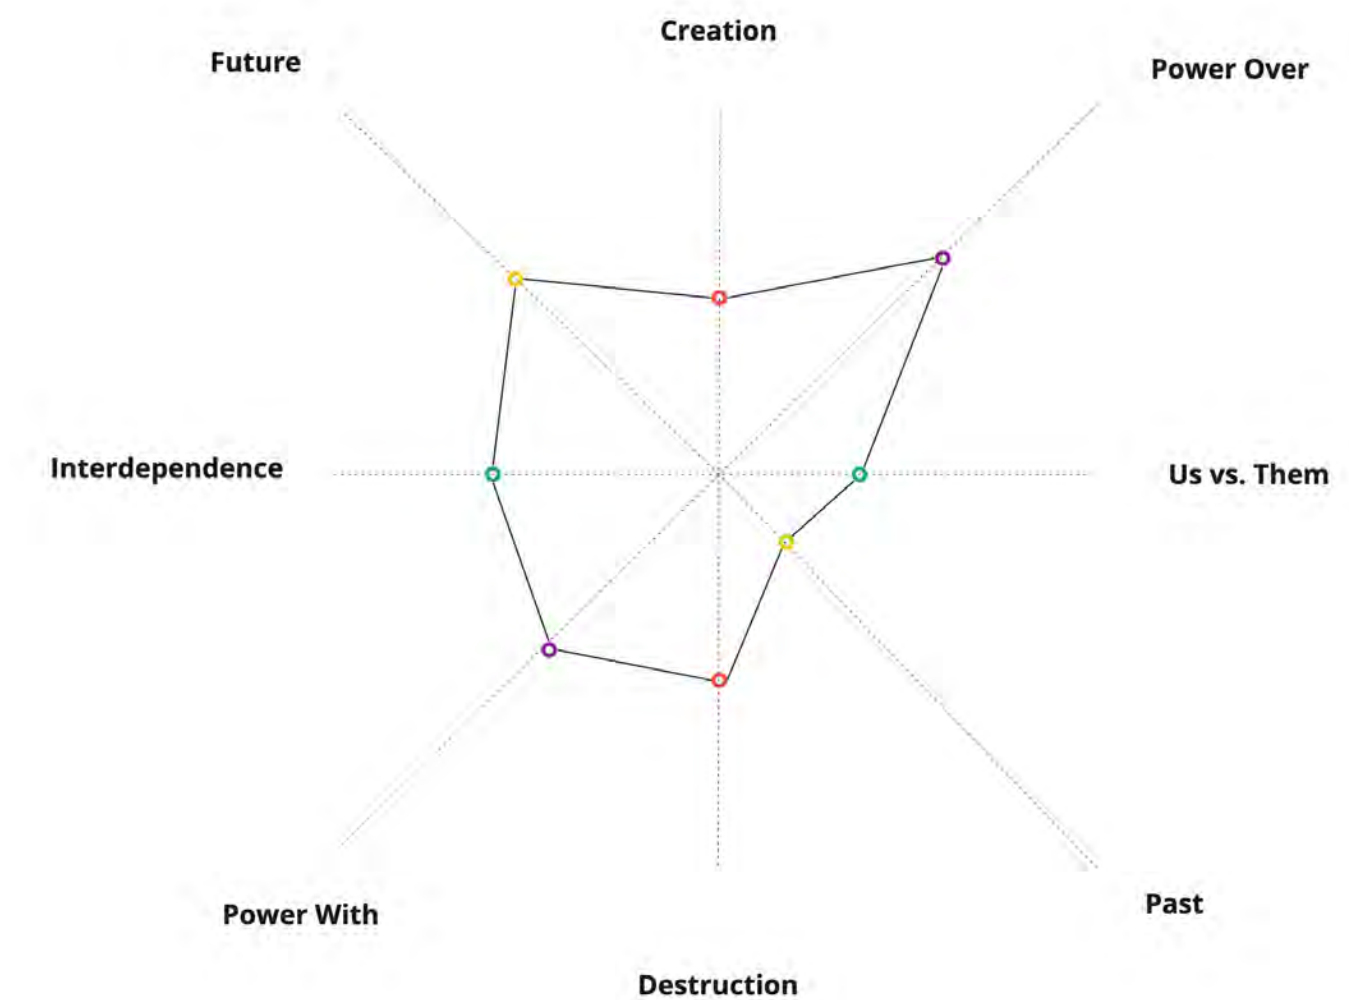 Creation
Future
Power Over
Interdependence
Us vs. Them
Power With
Past
Destruction